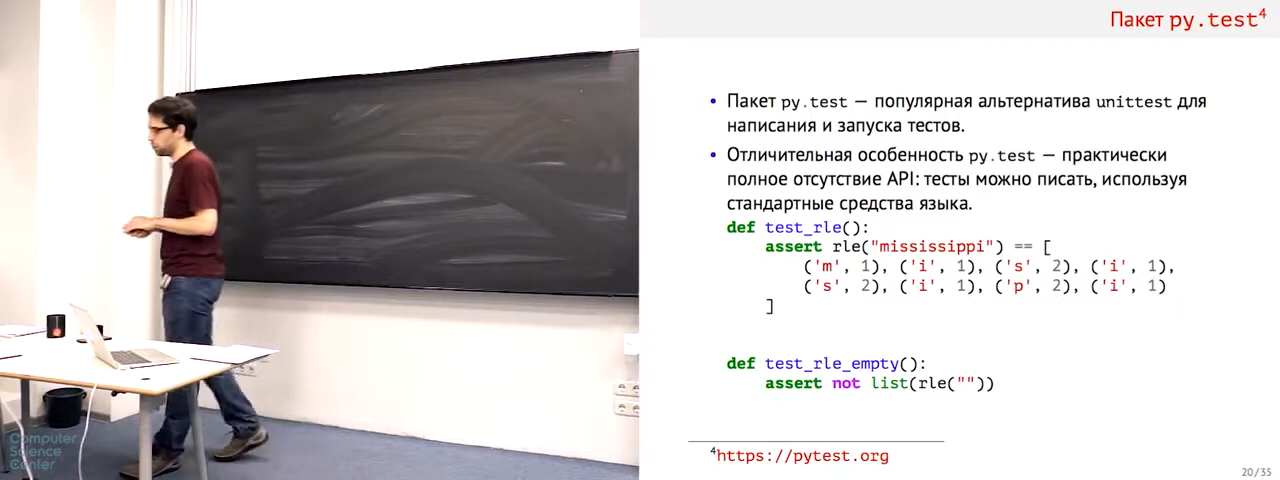 Пакет py.test⁴
• Пакет py.test — популярная альтернатива unittest для
написания и запуска тестов.
• Отличительная особенность py.test — практически
полное отсутствие API: тесты можно писать, используя
стандартные средства языка.
def test_rle():
    assert rle("mississippi") == [
        ('m', 1), ('i', 1), ('s', 2), ('i', 1),
        ('s', 2), ('i', 1), ('p', 2), ('i', 1)
    ]
def test_rle_empty():
    assert not list(rle(""))
⁴https://pytest.org
20/35
Computer
Science
Center